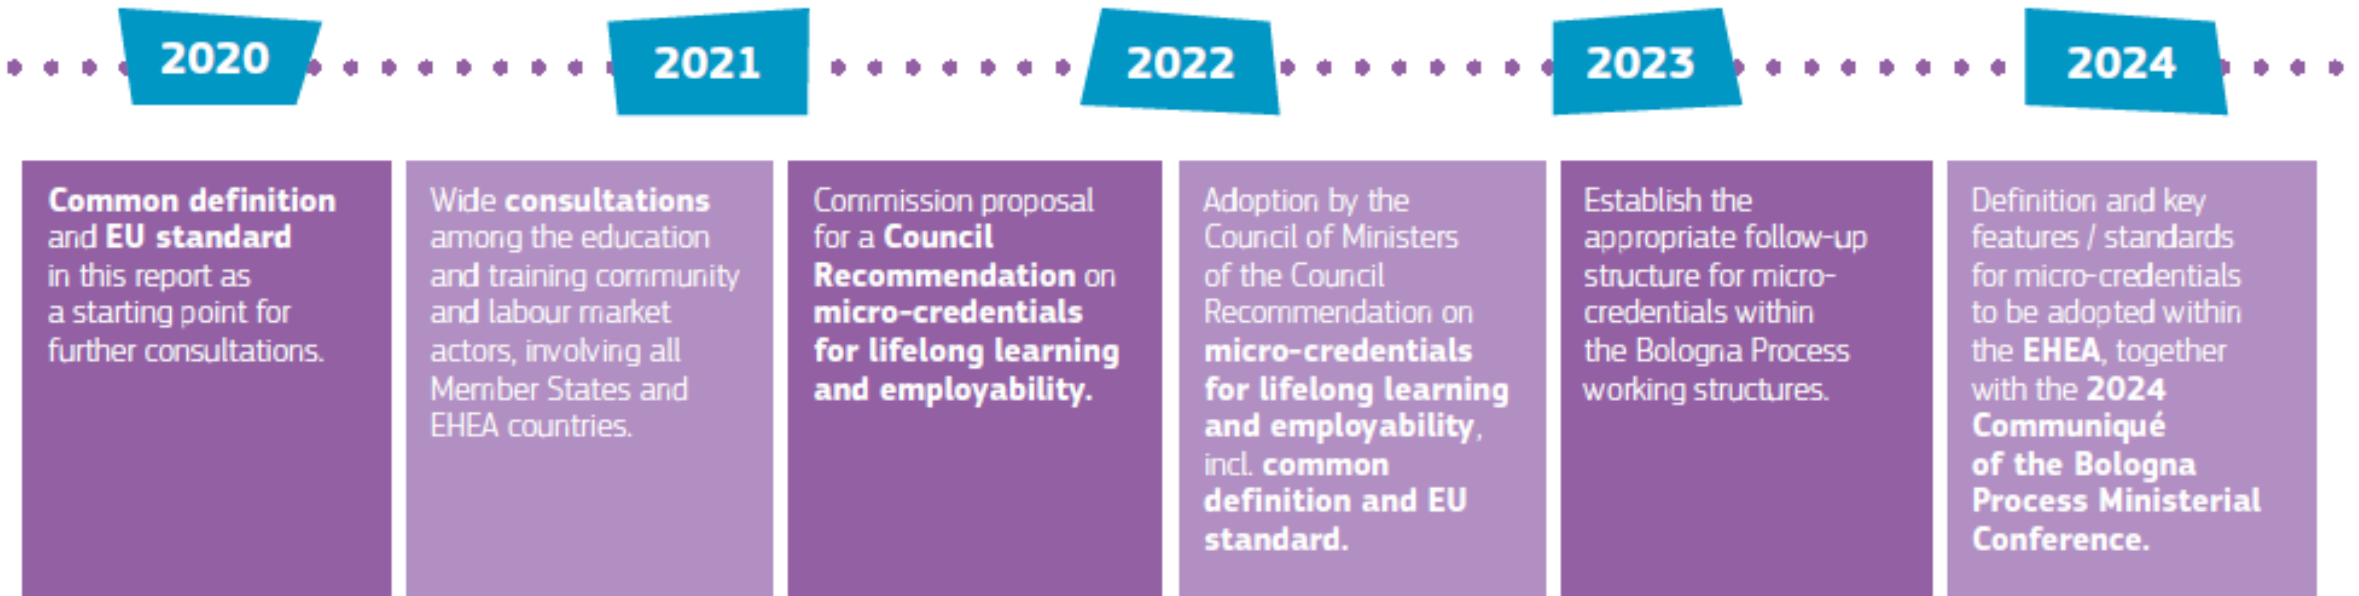 2020
2021
2022
2023
2024
Common definition
and EU standard
in this report as
a starting point for
further consultations.
Wide consultations
among the education
and training community
and labour market
actors, involving all
Member States and
EHEA countries.
Commission proposal
for a Council
Recommendation on
micro-credentials
for lifelong learning
and employability.
Adoption by the
Council of Ministers
of the Council
Recommendation on
micro-credentials
for lifelong learning
and employability,
incl. common
definition and EU
standard.
Establish the
appropriate follow-up
structure for micro-
credentials within
the Bologna Process
working structures.
Definition and key
features / standards
for micro-credentials
to be adopted within
the EHEA, together
with the 2024
Communiqué
of the Bologna
Process Ministerial
Conference.